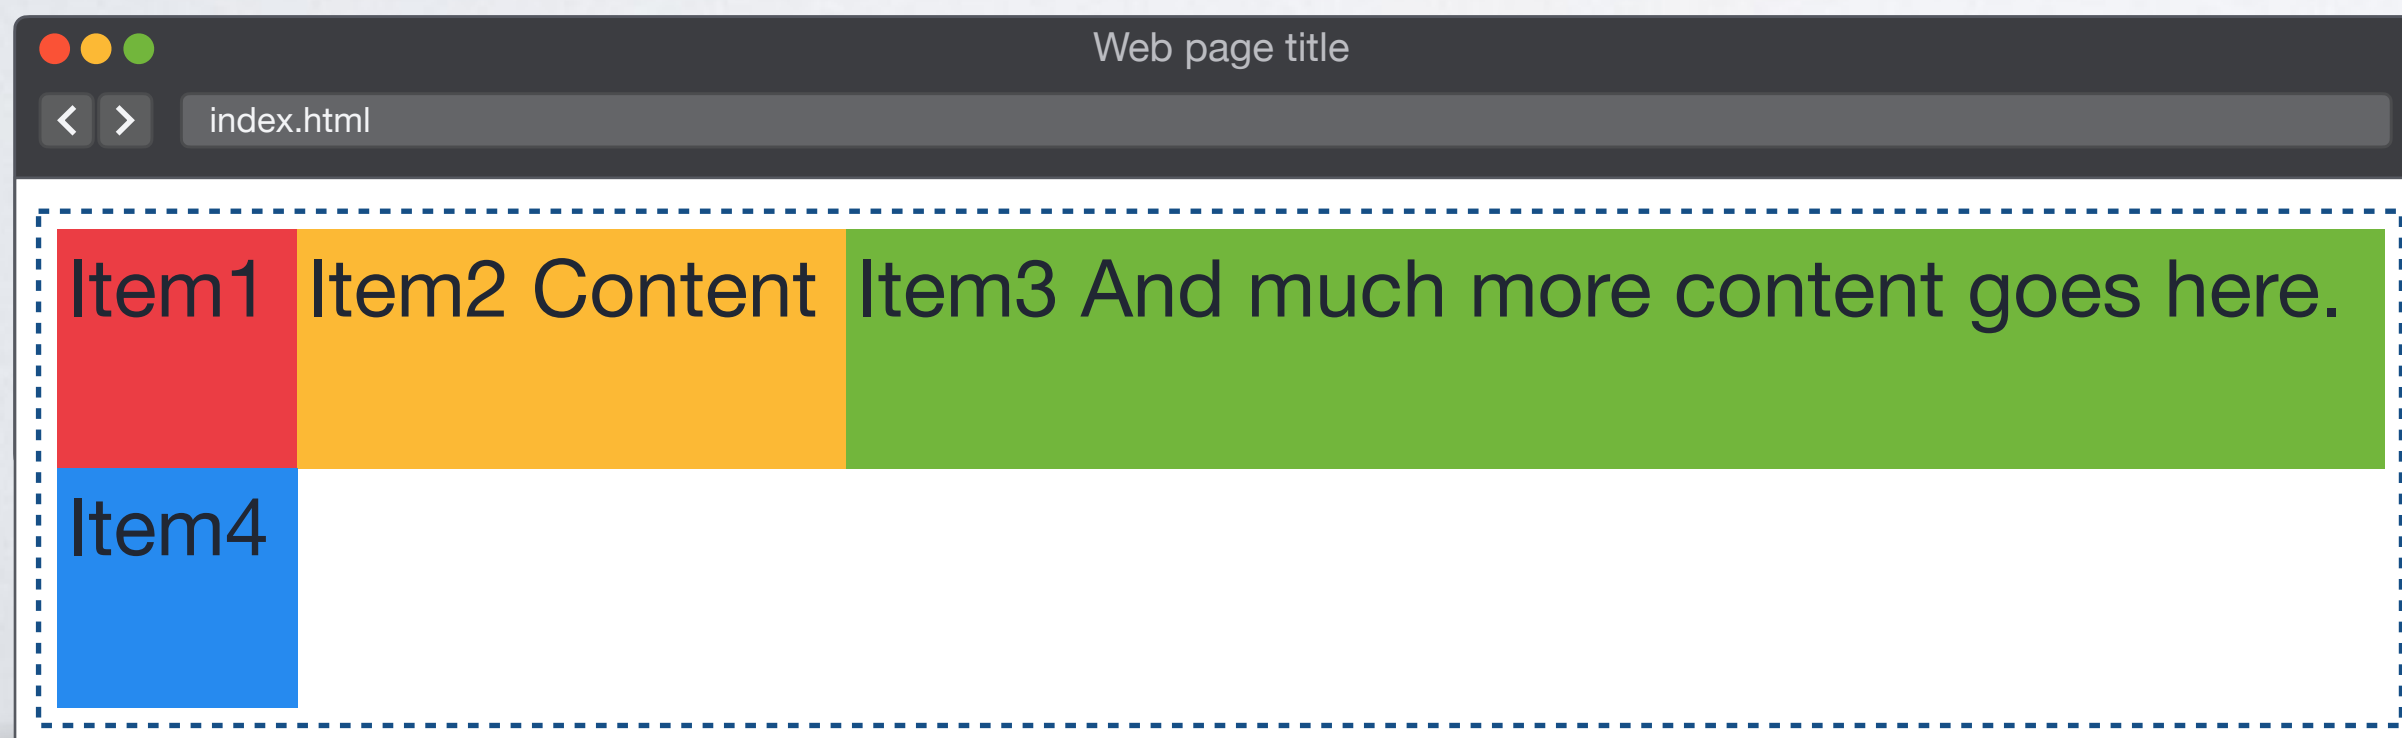 Web page title
index.html
Item1 Item2 Content Item3 And much more content goes here.
Item4